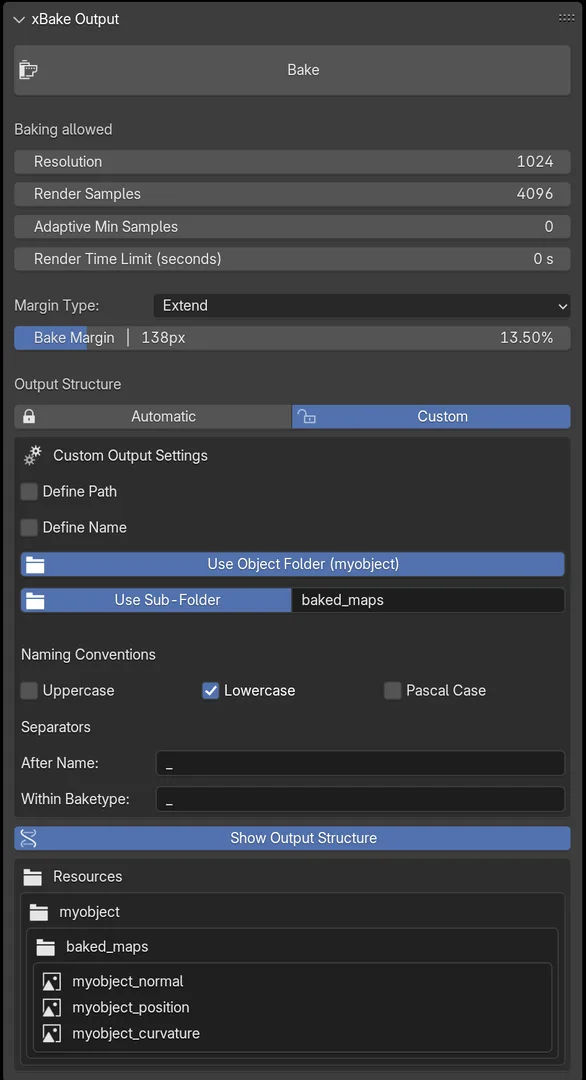 xBake Output
Bake
Baking allowed
Resolution 1024
Render Samples 4096
Adaptive Min Samples 0
Render Time Limit (seconds) 0 s
Margin Type: Extend
Bake Margin | 138px 13.50%
Output Structure
Automatic Custom
Custom Output Settings
Define Path
Define Name
Use Object Folder (myobject)
Use Sub-Folder baked_maps
Naming Conventions
Uppercase Lowercase Pascal Case
Separators
After Name: _
Within Baketype: _
Show Output Structure
Resources
myobject
baked_maps
myobject_normal
myobject_position
myobject_curvature